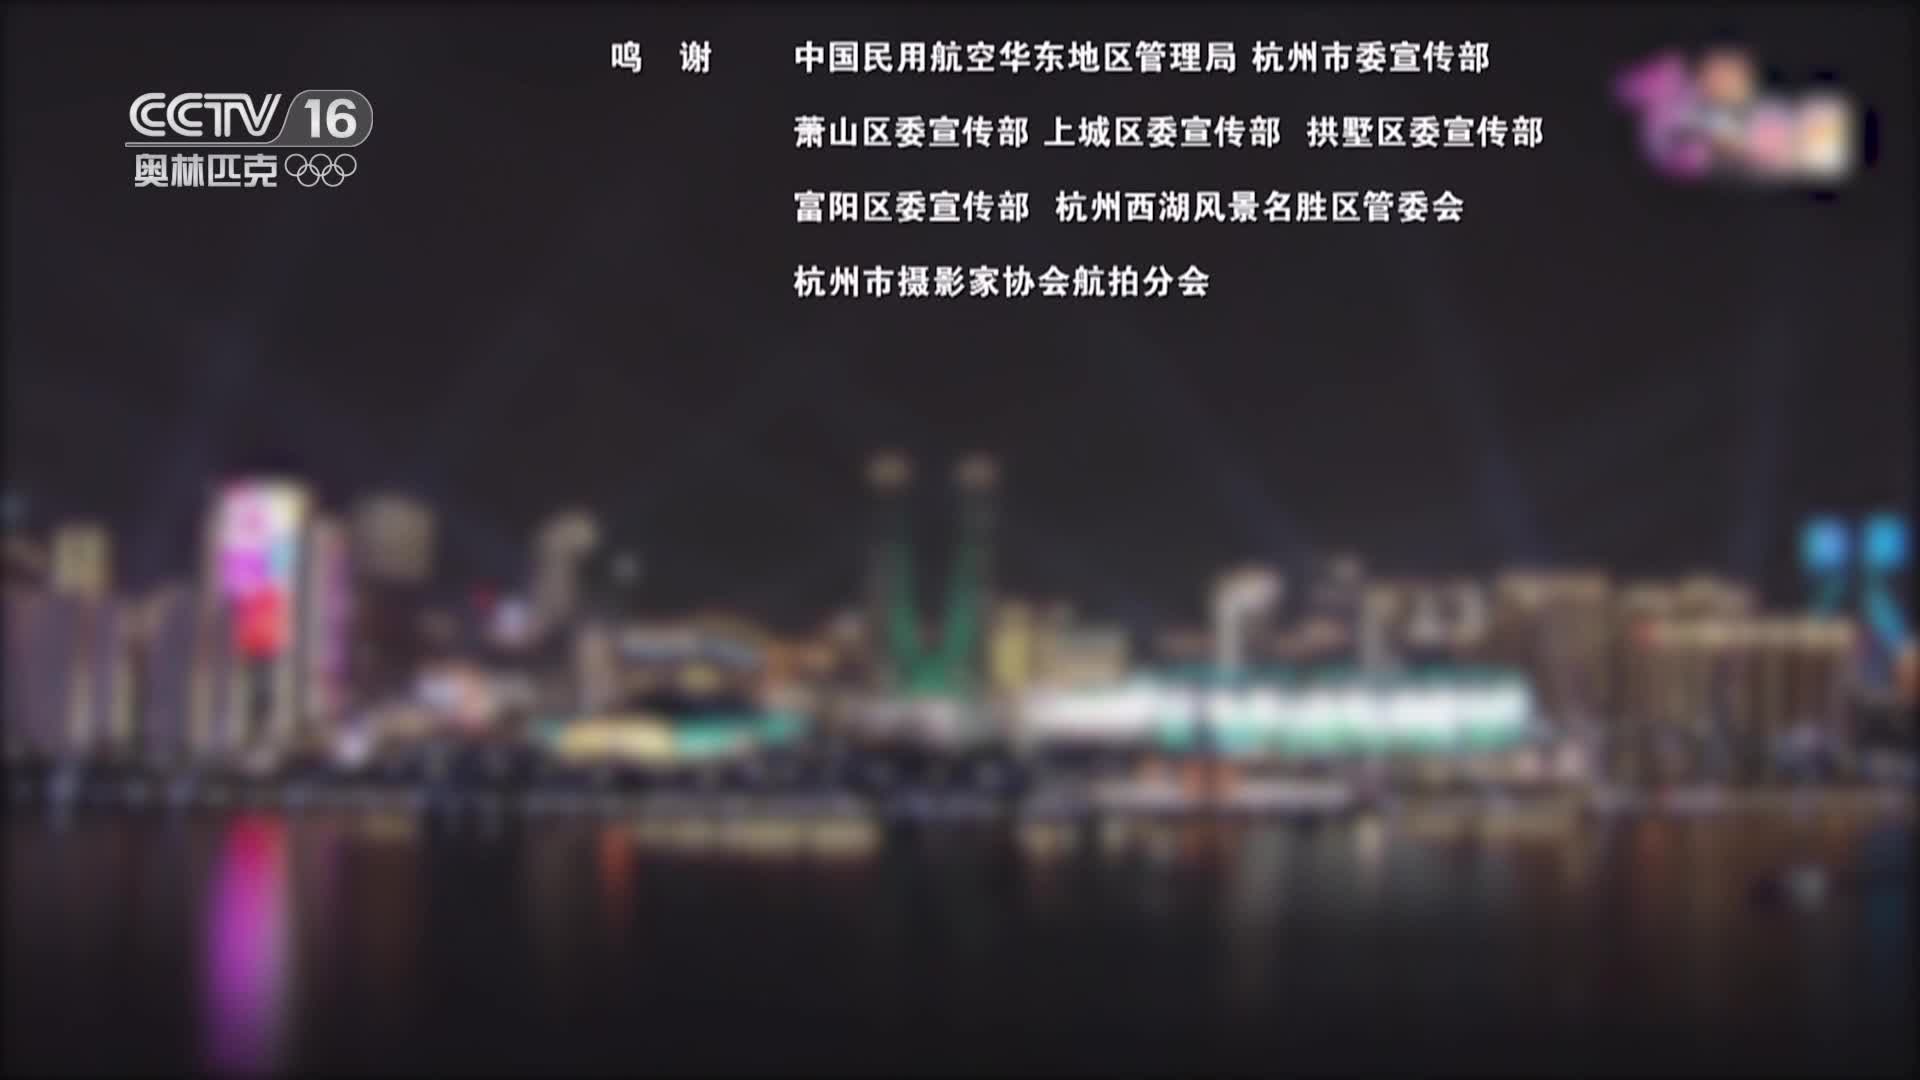 鸣 谢 中国民用航空华东地区管理局 杭州市委宣传部
CCTV 16
萧山区委宣传部 上城区委宣传部 拱墅区委宣传部
奥林匹克
富阳区委宣传部 杭州西湖风景名胜区管委会
杭州市摄影家协会航拍分会